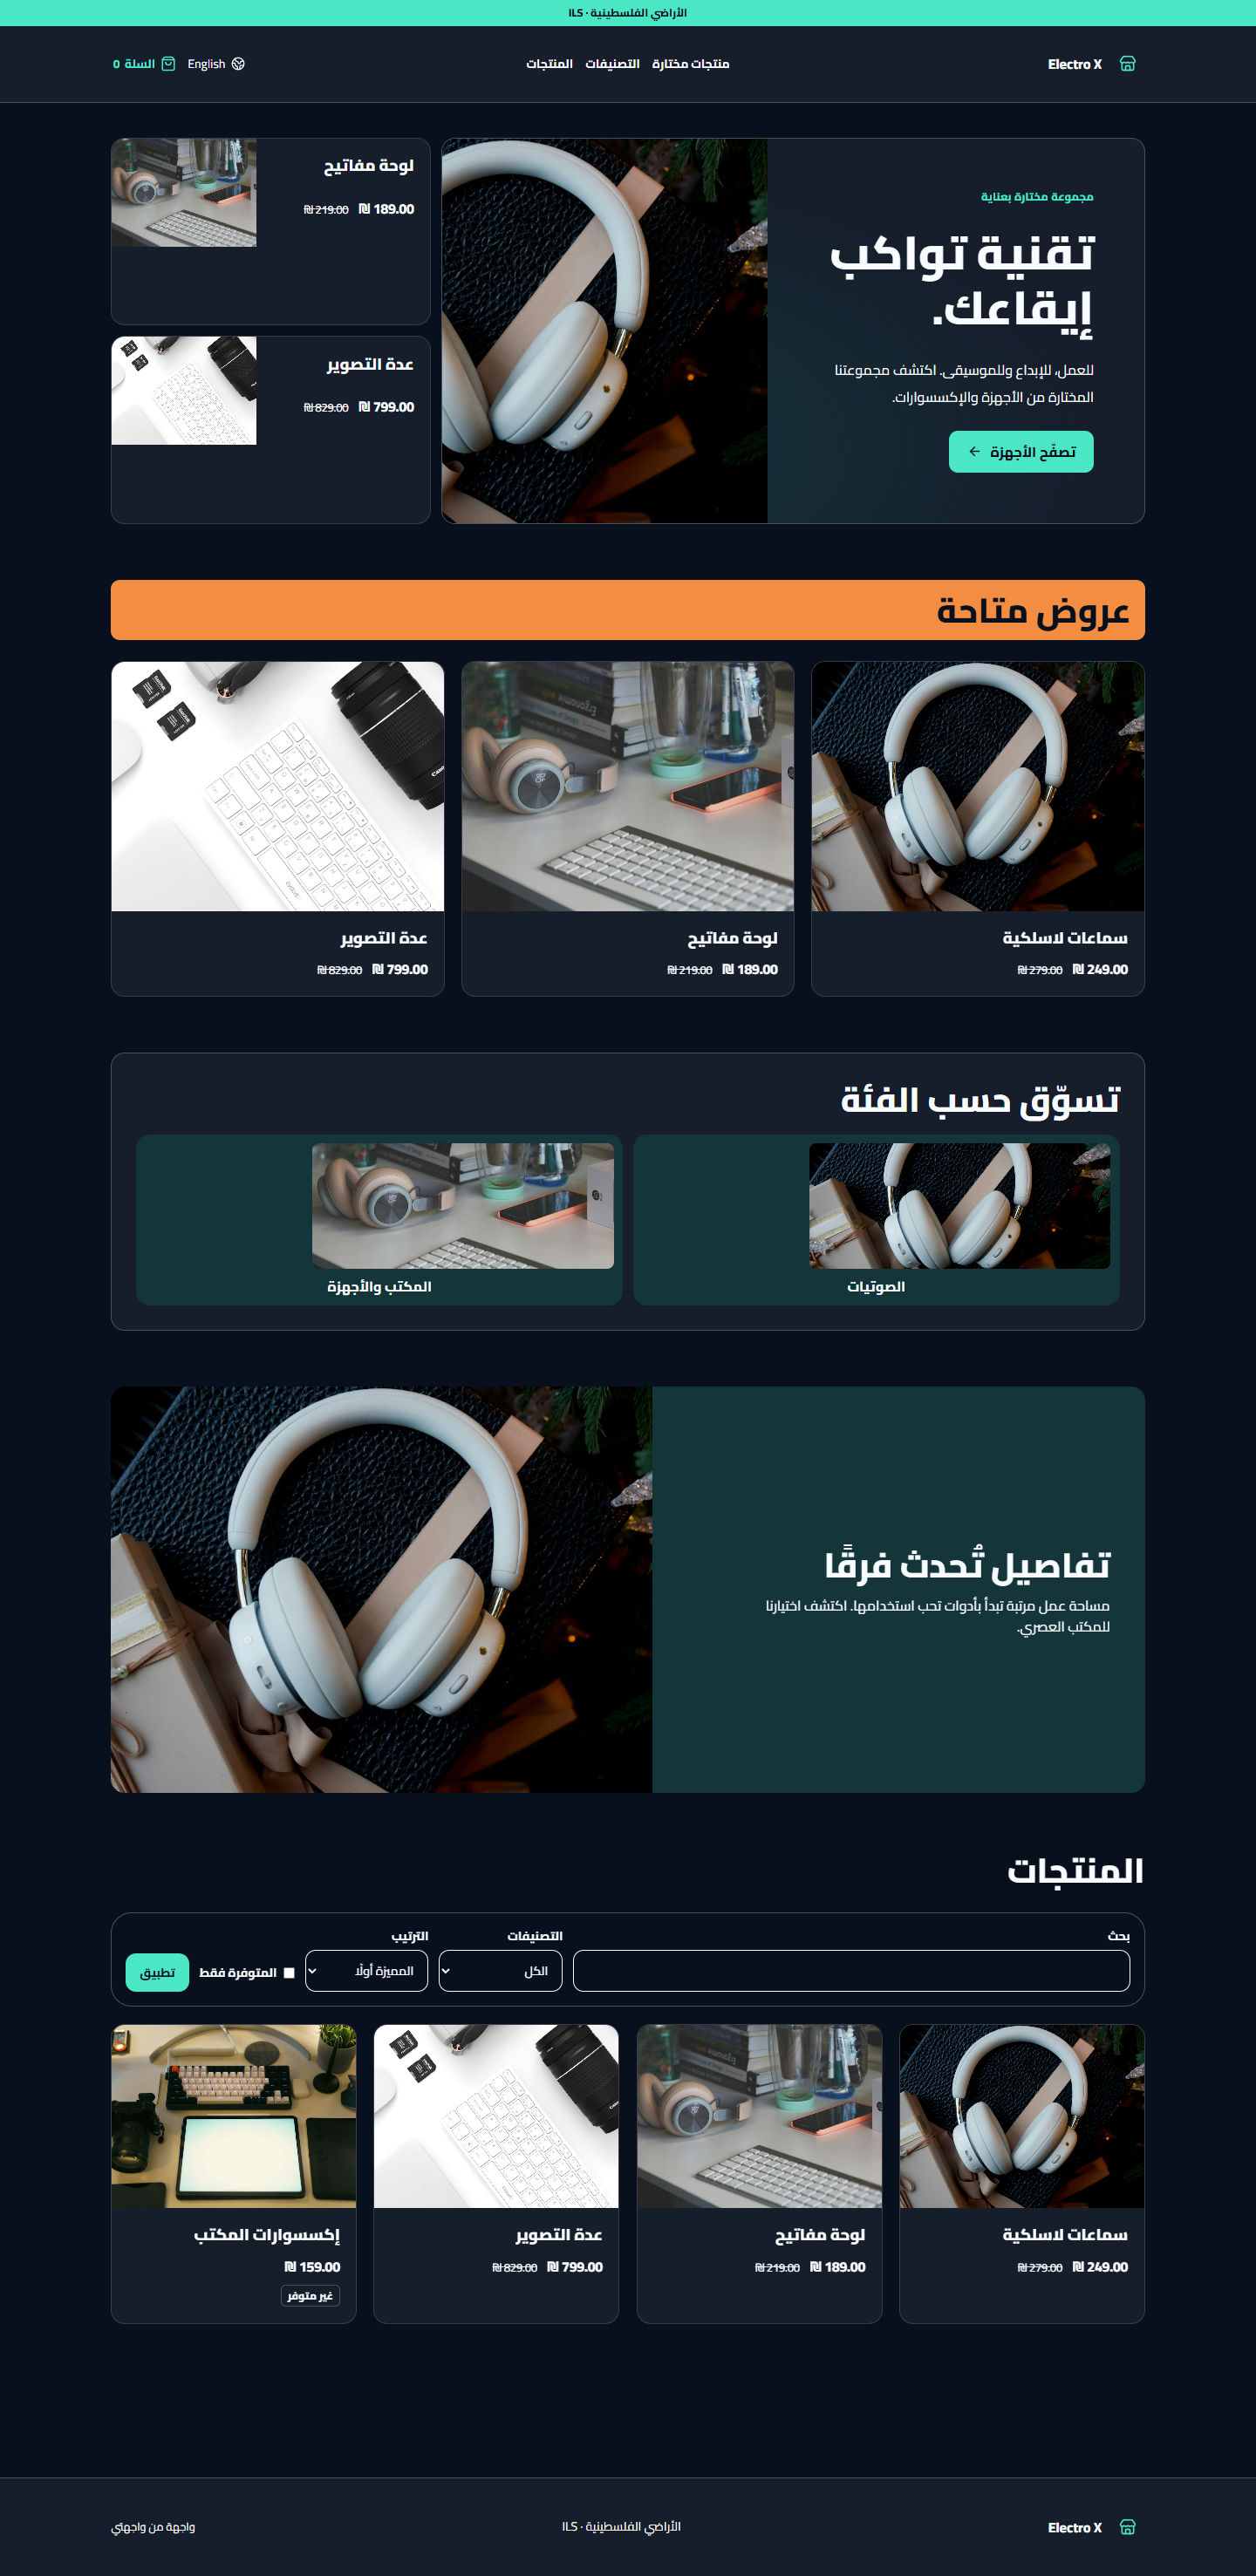 الأراضي الفلسطينية · ILS
Electro X
منتجات مختارة التصنيفات المنتجات
English
السلة 0
مجموعة مختارة بعناية
تقنية تواكب
إيقاعك.
للعمل، للإبداع وللموسيقى. اكتشف مجموعتنا
المختارة من الأجهزة والإكسسوارات.
تصفّح الأجهزة ←
لوحة مفاتيح
189.00 ₪ 219.00 ₪
عدة التصوير
799.00 ₪ 829.00 ₪
عروض متاحة
سماعات لاسلكية
249.00 ₪ 279.00 ₪
لوحة مفاتيح
189.00 ₪ 219.00 ₪
عدة التصوير
799.00 ₪ 829.00 ₪
تسوّق حسب الفئة
الصوتيات
المكتب والأجهزة
تفاصيل تُحدث فرقًا
مساحة عمل مرتبة تبدأ بأدوات تحب استخدامها. اكتشف اختيارنا
للمكتب العصري.
المنتجات
بحث
التصنيفات
الكل
الترتيب
المميزة أولًا
المتوفرة فقط
تطبيق
سماعات لاسلكية
249.00 ₪ 279.00 ₪
لوحة مفاتيح
189.00 ₪ 219.00 ₪
عدة التصوير
799.00 ₪ 829.00 ₪
إكسسوارات المكتب
159.00 ₪
غير متوفر
Electro X
الأراضي الفلسطينية · ILS
واجهة من واجهتي